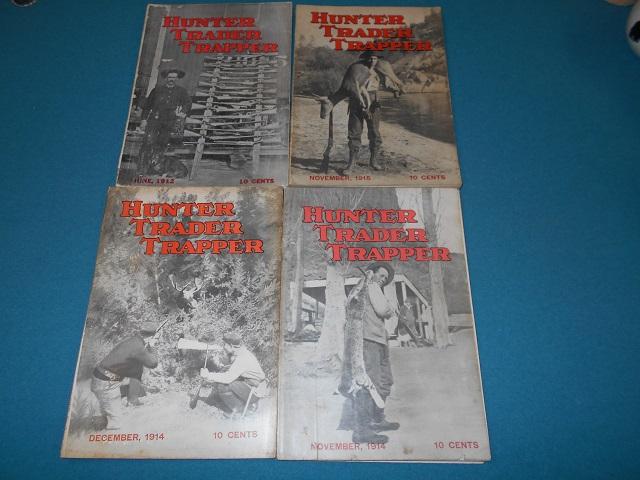 HUNTER
TRADER
TRAPPER
JUNE, 1912
10 CENTS
HUNTER
TRADER
TRAPPER
NOVEMBER, 1915
10 CENTS
HUNTER
TRADER
TRAPPER
DECEMBER, 1914
10 CENTS
HUNTER
TRADER
TRAPPER
NOVEMBER, 1914
10 CENTS